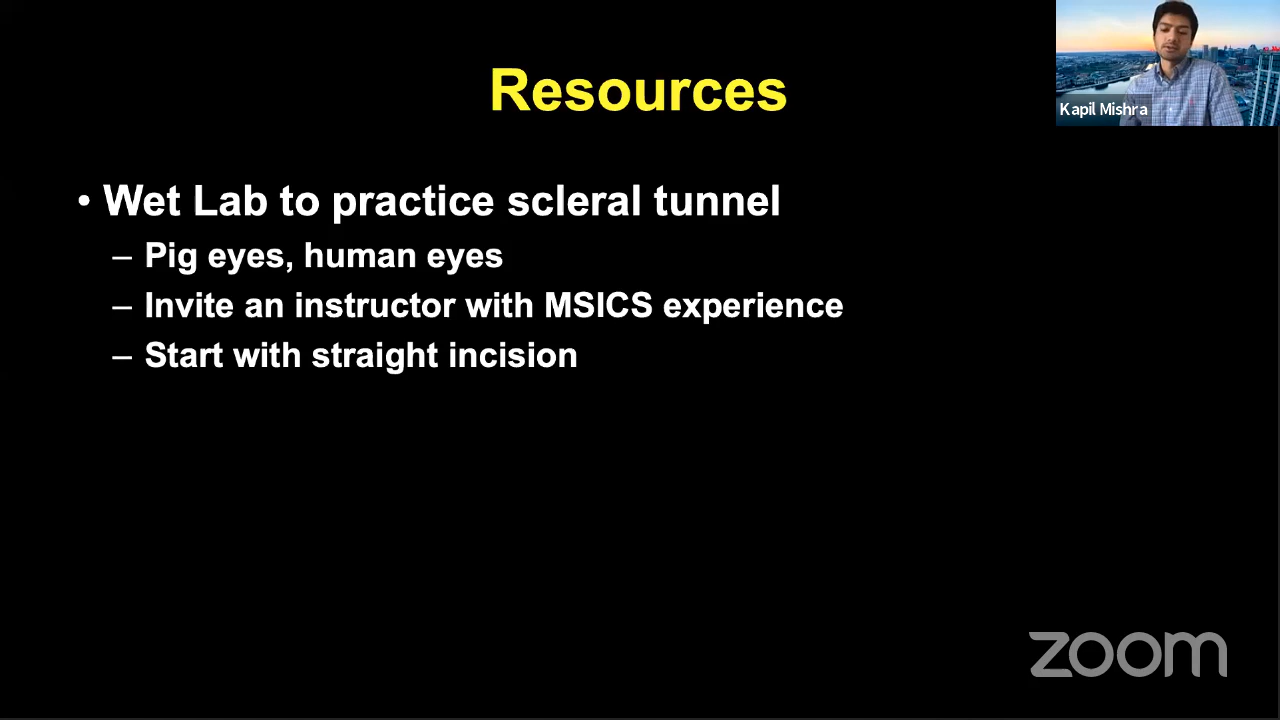 Resources
Kapil Mishra
• Wet Lab to practice scleral tunnel
– Pig eyes, human eyes
– Invite an instructor with MSICS experience
– Start with straight incision
zoom